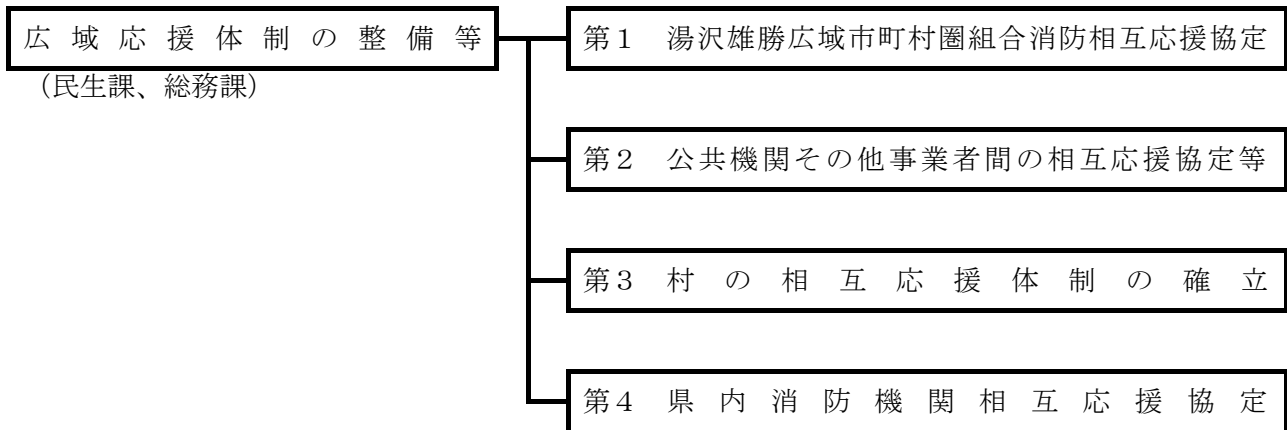 広域応援体制の整備等
（民生課、総務課）
第１　湯沢雄勝広域市町村圏組合消防相互応援協定
第２　公共機関その他事業者間の相互応援協定等
第３　村の相互応援体制の確立
第４　県内消防機関相互応援協定